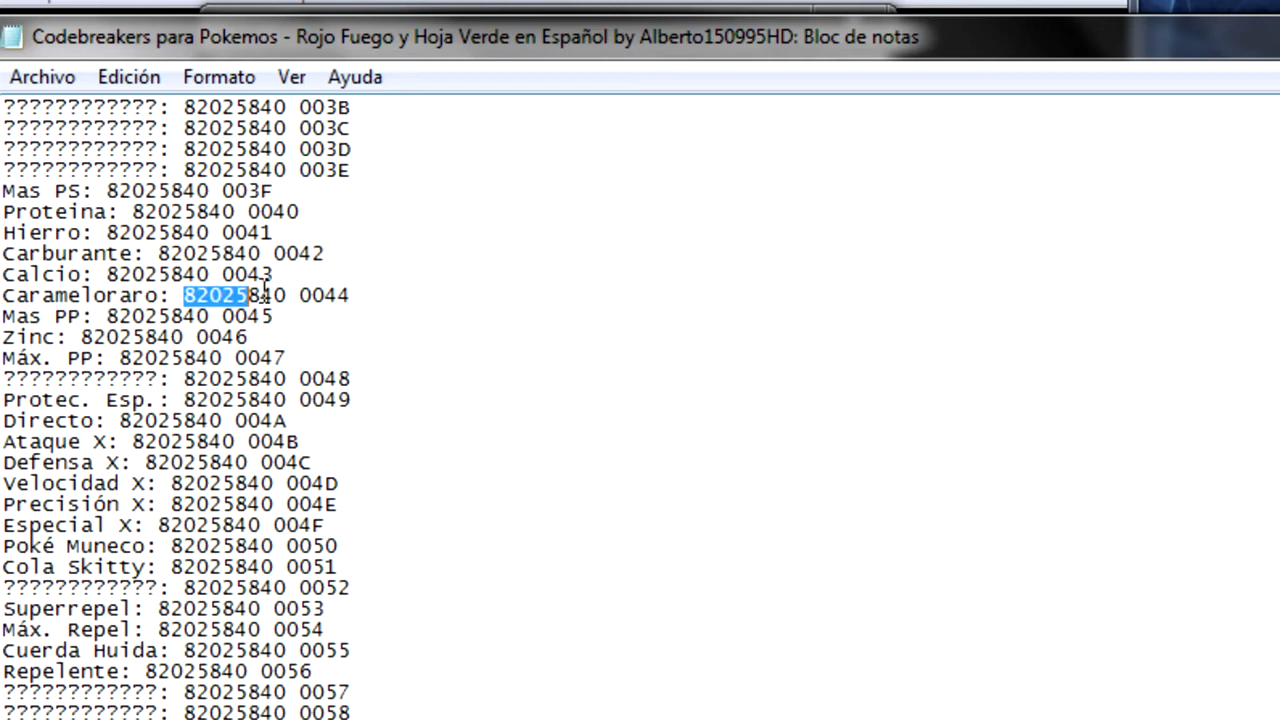 Codebreakers para Pokemos - Rojo Fuego y Hoja Verde en Español by Alberto150995HD: Bloc de notas
Archivo Edición Formato Ver Ayuda
????????????: 82025840 003B
????????????: 82025840 003C
????????????: 82025840 003D
????????????: 82025840 003E
Mas PS: 82025840 003F
Proteina: 82025840 0040
Hierro: 82025840 0041
Carburante: 82025840 0042
Calcio: 82025840 0043
Carameloraro: 82025840 0044
Mas PP: 82025840 0045
Zinc: 82025840 0046
Máx. PP: 82025840 0047
????????????: 82025840 0048
Protec. Esp.: 82025840 0049
Directo: 82025840 004A
Ataque X: 82025840 004B
Defensa X: 82025840 004C
Velocidad X: 82025840 004D
Precisión X: 82025840 004E
Especial X: 82025840 004F
Poké Muneco: 82025840 0050
Cola Skitty: 82025840 0051
????????????: 82025840 0052
Superrepel: 82025840 0053
Máx. Repel: 82025840 0054
Cuerda Huida: 82025840 0055
Repelente: 82025840 0056
????????????: 82025840 0057
????????????: 82025840 0058